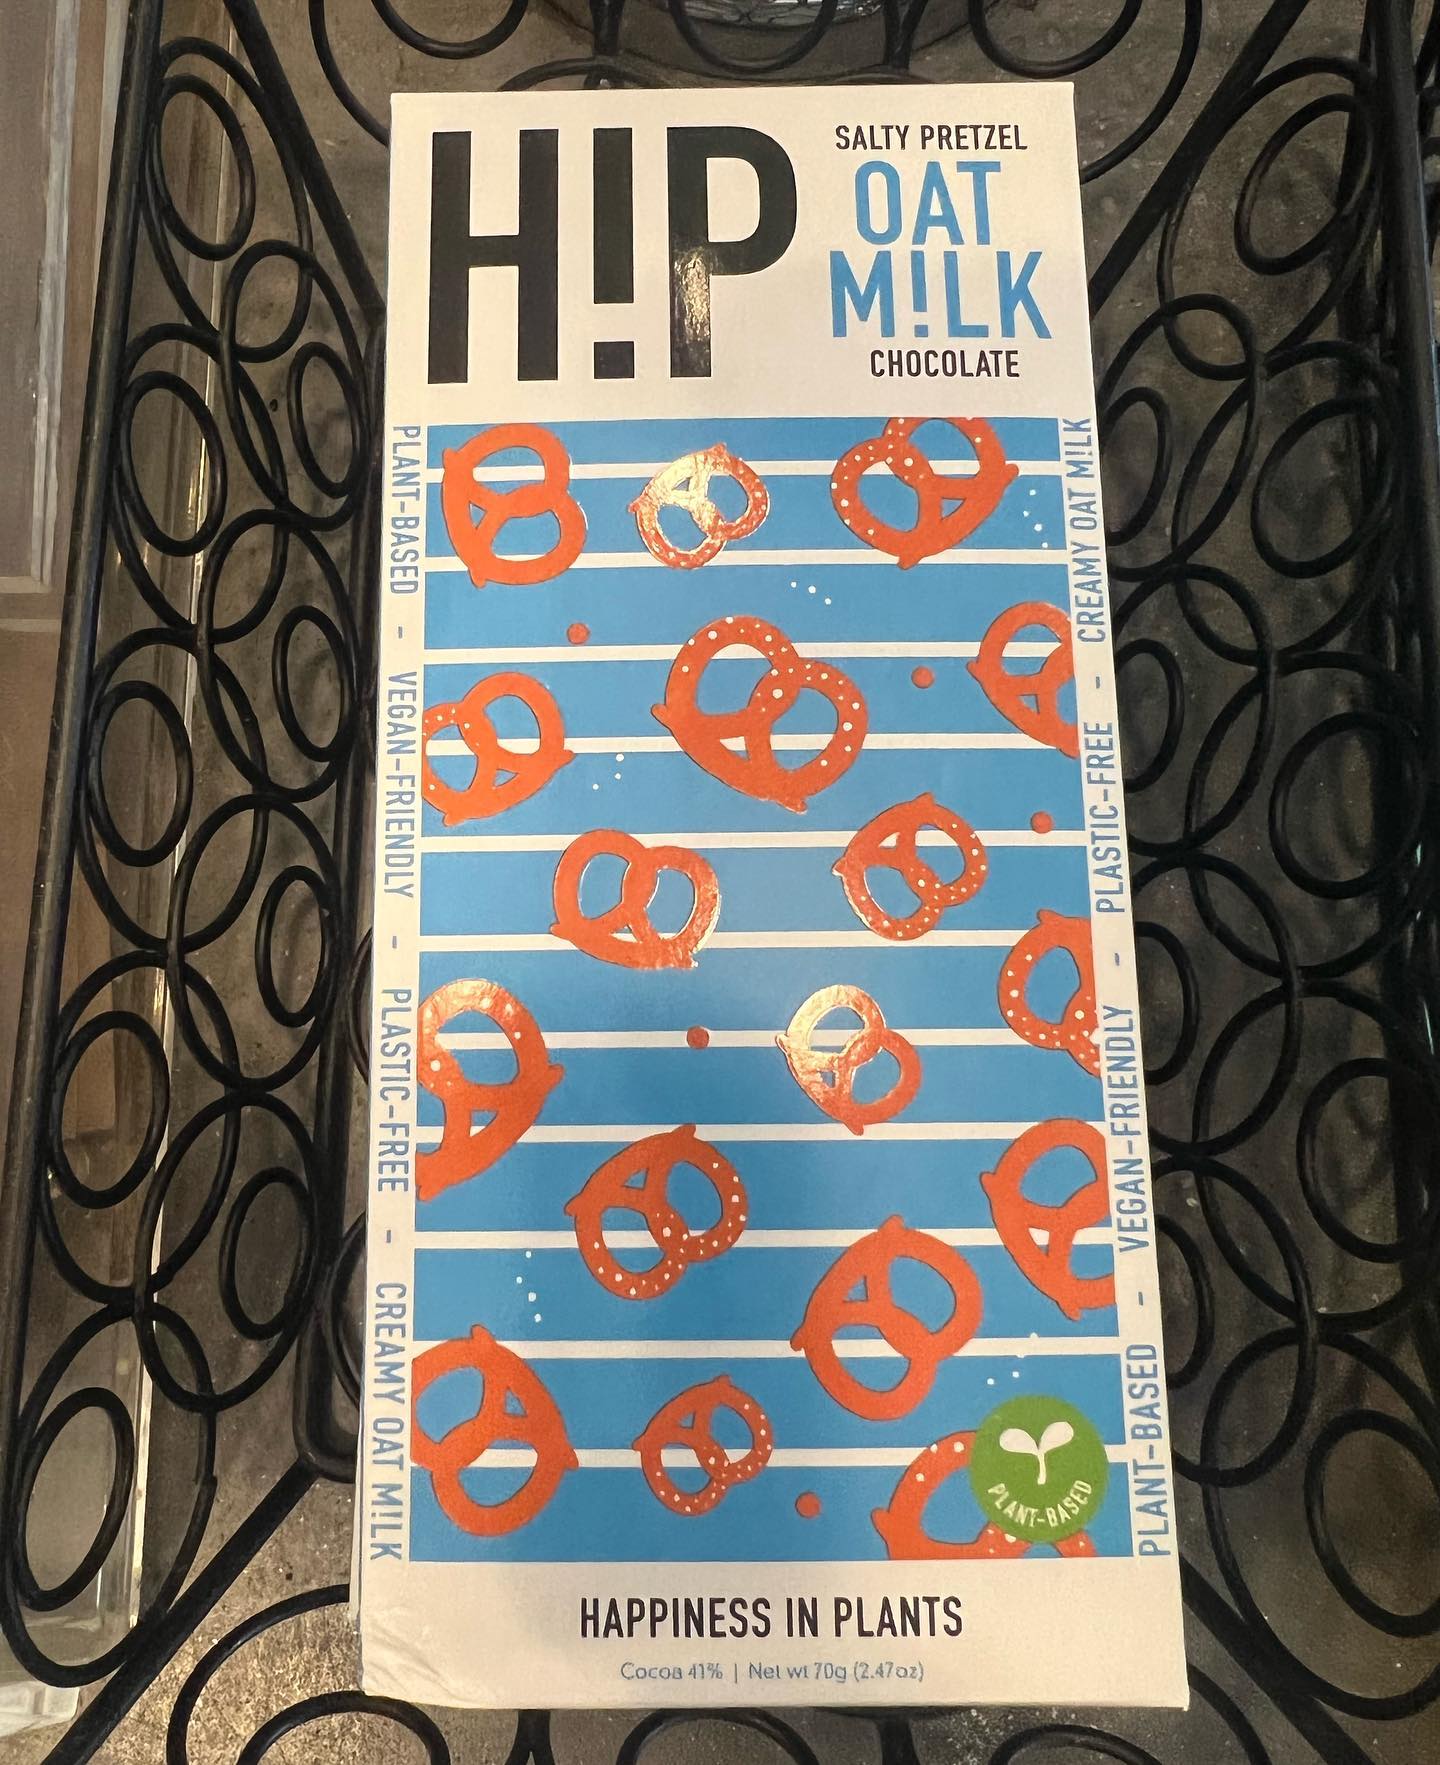 H!P
SALTY PRETZEL
OAT
M!LK
CHOCOLATE
PLANT-BASED - VEGAN-FRIENDLY - PLASTIC-FREE - CREAMY OAT M!LK
PLANT-BASED - VEGAN-FRIENDLY - PLASTIC-FREE - CREAMY OAT M!LK
PLANT-BASED
HAPPINESS IN PLANTS
Cocoa 41% | Net wt 70g (2.47oz)